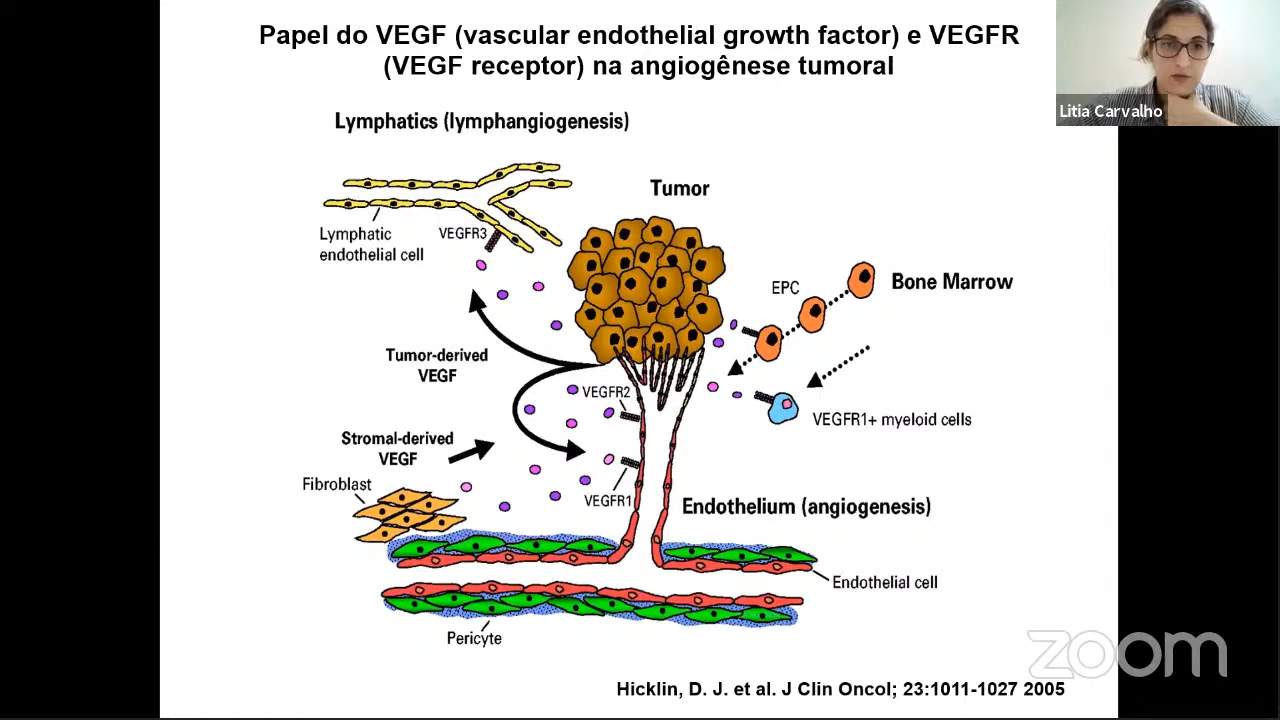 Papel do VEGF (vascular endothelial growth factor) e VEGFR
(VEGF receptor) na angiogênese tumoral
Litia Carvalho
Lymphatics (lymphangiogenesis)
Tumor
Lymphatic
endothelial cell
VEGFR3
EPC
Bone Marrow
Tumor-derived
VEGF
VEGFR2
VEGFR1+ myeloid cells
Stromal-derived
VEGF
Fibroblast
VEGFR1
Endothelium (angiogenesis)
Endothelial cell
Pericyte
zoom
Hicklin, D. J. et al. J Clin Oncol; 23:1011-1027 2005